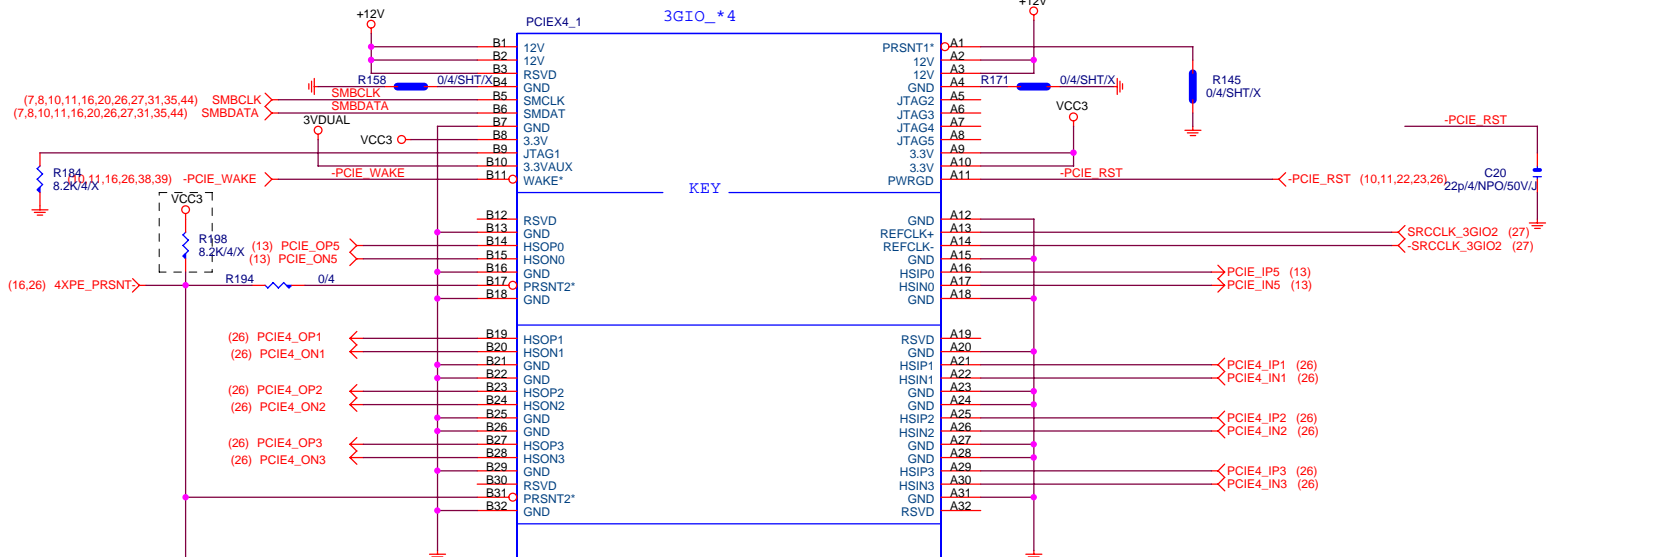 +12V
PCIEX4_1
3GIO_*4
+12V
B1 12V PRSNT1* A1
B2 12V 12V A2
B3 RSVD 12V A3
R158 0/4/SHT/X B4 GND GND A4 R171 0/4/SHT/X
R145
0/4/SHT/X
(7,8,10,11,16,20,26,27,31,35,44) SMBCLK SMBCLK B5 SMCLK JTAG2 A5
(7,8,10,11,16,20,26,27,31,35,44) SMBDATA SMBDATA B6 SMDAT JTAG3 A6 VCC3
3VDUAL B7 GND JTAG4 A7 -PCIE_RST
VCC3 B8 3.3V JTAG5 A8
B9 JTAG1 3.3V A9
B10 3.3VAUX 3.3V A10
R184
8.2K/4/X
(10,11,16,26,38,39) -PCIE_WAKE -PCIE_WAKE B11 WAKE* PWRGD A11 -PCIE_RST -PCIE_RST (10,11,22,23,26)
C20
22p/4/NPO/50V/J
KEY
VCC3
B12 RSVD GND A12
B13 GND REFCLK+ A13 SRCCLK_3GIO2 (27)
R198
8.2K/4/X
(13) PCIE_OP5 B14 HSOP0 REFCLK- A14 -SRCCLK_3GIO2 (27)
(13) PCIE_ON5 B15 HSON0 GND A15
B16 GND HSIP0 A16 PCIE_IP5 (13)
(16,26) 4XPE_PRSNT- R194 0/4 B17 PRSNT2* HSIN0 A17 PCIE_IN5 (13)
B18 GND GND A18
(26) PCIE4_OP1 B19 HSOP1 RSVD A19
(26) PCIE4_ON1 B20 HSON1 GND A20
B21 GND HSIP1 A21 PCIE4_IP1 (26)
B22 GND HSIN1 A22 PCIE4_IN1 (26)
(26) PCIE4_OP2 B23 HSOP2 GND A23
(26) PCIE4_ON2 B24 HSON2 GND A24
B25 GND HSIP2 A25 PCIE4_IP2 (26)
B26 GND HSIN2 A26 PCIE4_IN2 (26)
(26) PCIE4_OP3 B27 HSOP3 GND A27
(26) PCIE4_ON3 B28 HSON3 GND A28
B29 GND HSIP3 A29 PCIE4_IP3 (26)
B30 RSVD HSIN3 A30 PCIE4_IN3 (26)
B31 PRSNT2* GND A31
B32 GND RSVD A32